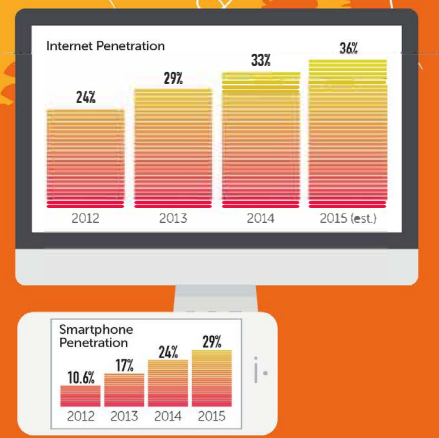 Internet Penetration
24%
29%
33%
36%
2012 2013 2014 2015 (est.)
Smartphone
Penetration
10.6%
17%
24%
29%
2012 2013 2014 2015